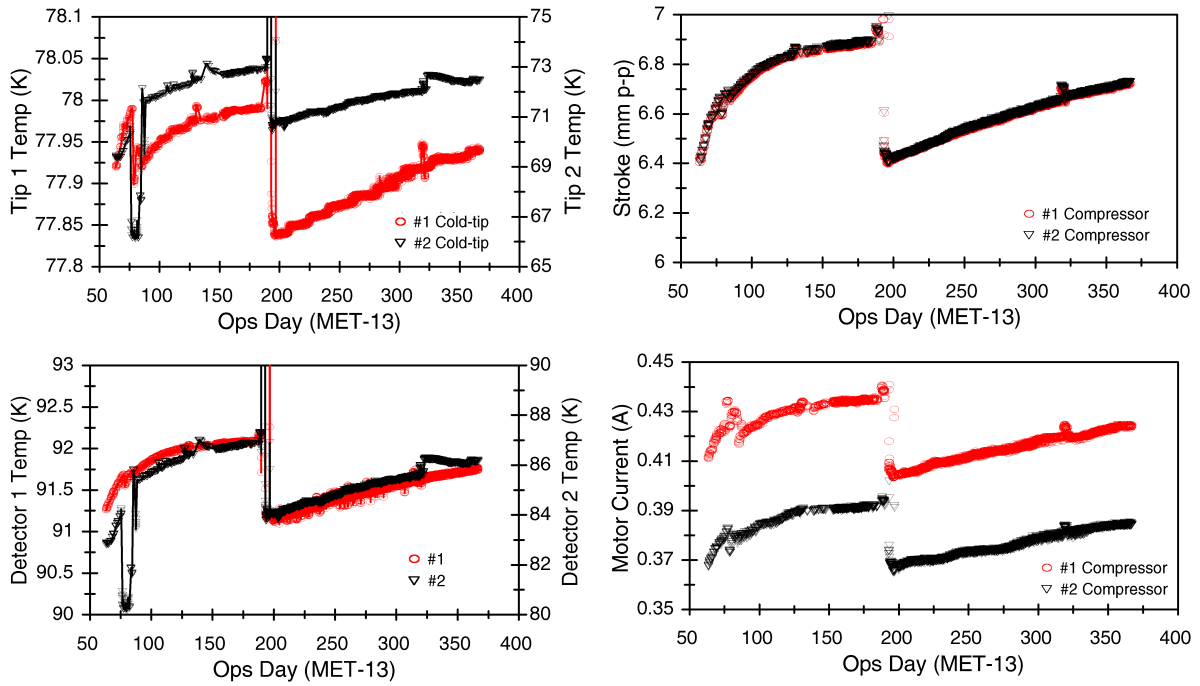 78.1
78.05
78
77.95
77.9
77.85
77.8
Tip 1 Temp (K)
75
73
71
69
67
65
Tip 2 Temp (K)
#1 Cold-tip
#2 Cold-tip
50 100 150 200 250 300 350 400
Ops Day (MET-13)
7
6.8
6.6
6.4
6.2
6
Stroke (mm p-p)
#1 Compressor
#2 Compressor
50 100 150 200 250 300 350 400
Ops Day (MET-13)
93
92.5
92
91.5
91
90.5
90
Detector 1 Temp (K)
90
88
86
84
82
80
Detector 2 Temp (K)
#1
#2
50 100 150 200 250 300 350 400
Ops Day (MET-13)
0.45
0.43
0.41
0.39
0.37
0.35
Motor Current (A)
#1 Compressor
#2 Compressor
50 100 150 200 250 300 350 400
Ops Day (MET-13)